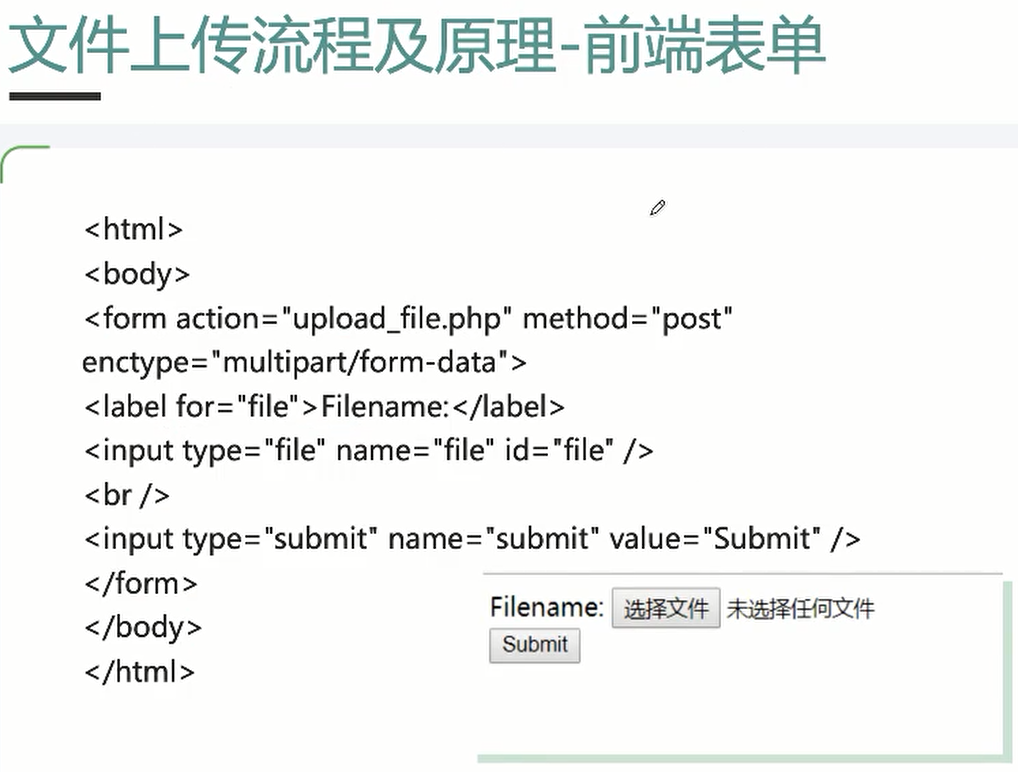 文件上传流程及原理-前端表单
<html>
<body>
<form action="upload_file.php" method="post"
enctype="multipart/form-data">
<label for="file">Filename:</label>
<input type="file" name="file" id="file" />
<br />
<input type="submit" name="submit" value="Submit" />
</form>
</body>
</html>
Filename: 选择文件 未选择任何文件
Submit